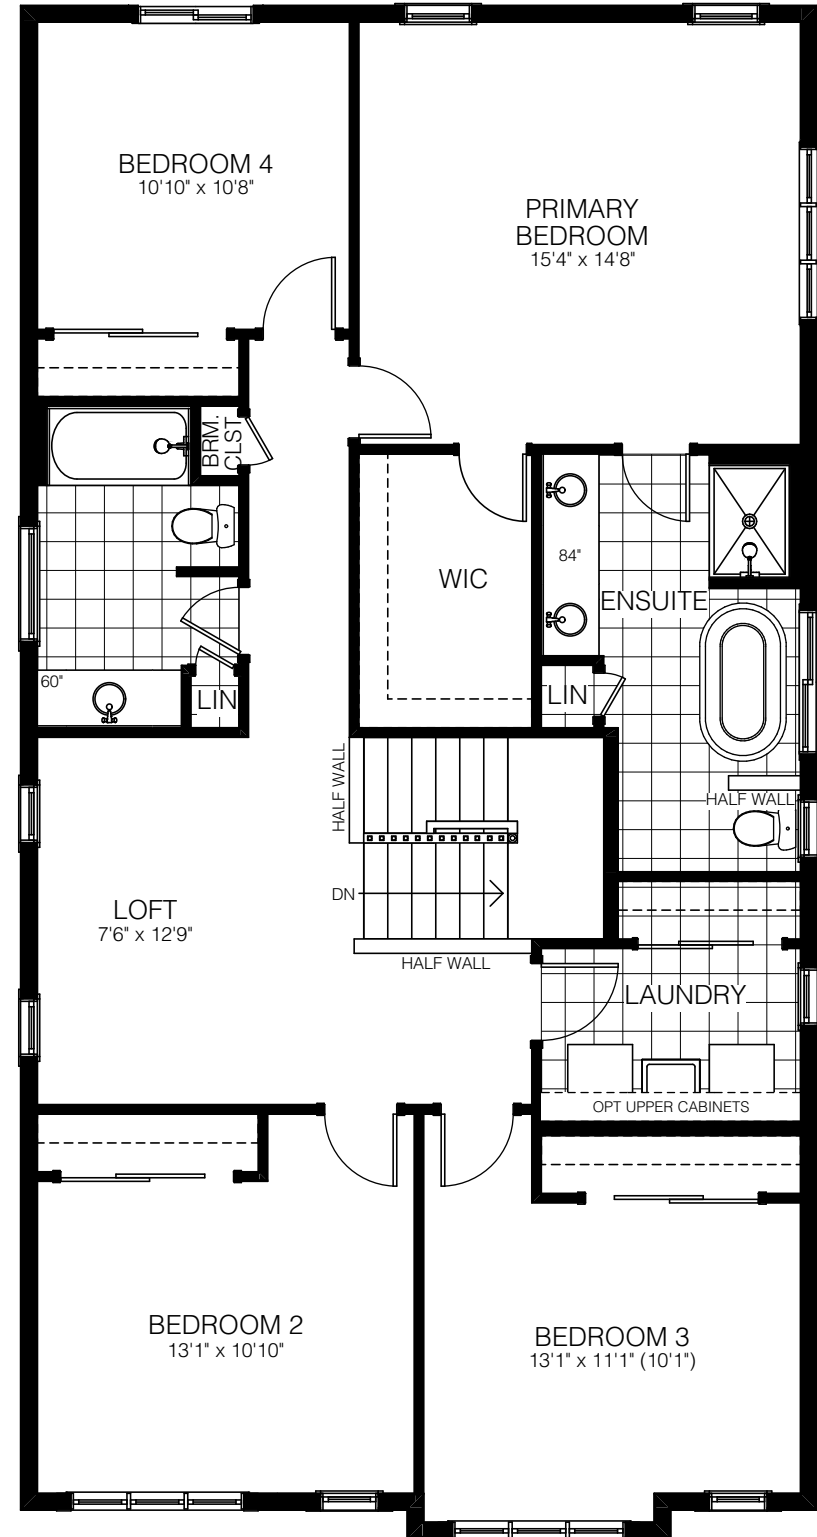 BEDROOM 4
10'10" x 10'8"
PRIMARY
BEDROOM
15'4" x 14'8"
BRM.
CLST
84"
WIC
ENSUITE
60"
LIN
LIN
HALF WALL
HALF WALL
DN
LOFT
7'6" x 12'9"
HALF WALL
LAUNDRY
OPT UPPER CABINETS
BEDROOM 2
13'1" x 10'10"
BEDROOM 3
13'1" x 11'1" (10'1")